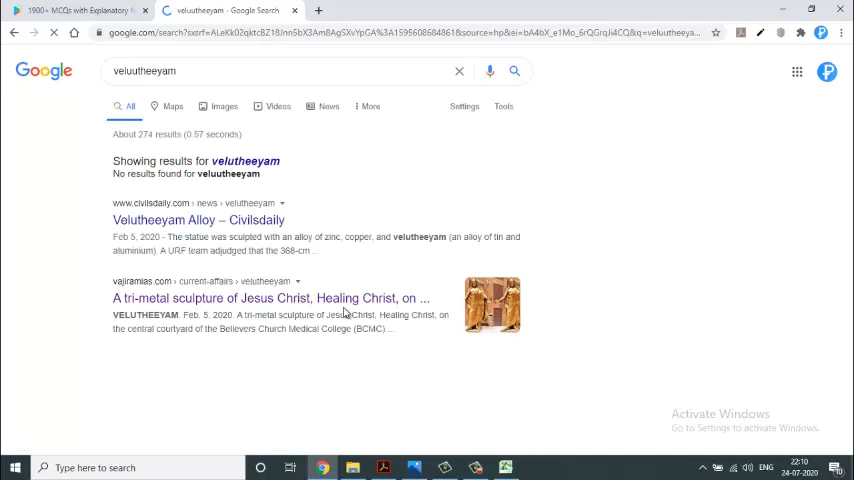 1900+ MCQs with Explanatory N
veluutheeyam - Google Search
google.com/search?sxsrf=ALeKk02qktcBZ18Jnn5bX3Am8AgSXvYpGA%3A1595608684861&source=hp&ei=bA4bX_e1Mo_6rQGrqJi4CQ&q=veluutheeya...
Google
veluutheeyam
All Maps Images Videos News More Settings Tools
About 274 results (0.57 seconds)
Showing results for velutheeyam
No results found for veluutheeyam
www.civilsdaily.com › news › velutheeyam
Velutheeyam Alloy – Civilsdaily
Feb 5, 2020 - The statue was sculpted with an alloy of zinc, copper, and velutheeyam (an alloy of tin and
aluminium). A URF team adjudged that the 368-cm ...
vajiramias.com › current-affairs › velutheeyam
A tri-metal sculpture of Jesus Christ, Healing Christ, on ...
VELUTHEEYAM. Feb. 5, 2020. A tri-metal sculpture of Jesus Christ, Healing Christ, on
the central courtyard of the Believers Church Medical College (BCMC) ...
Activate Windows
Go to Settings to activate Windows.
Type here to search
ENG
22:10
24-07-2020